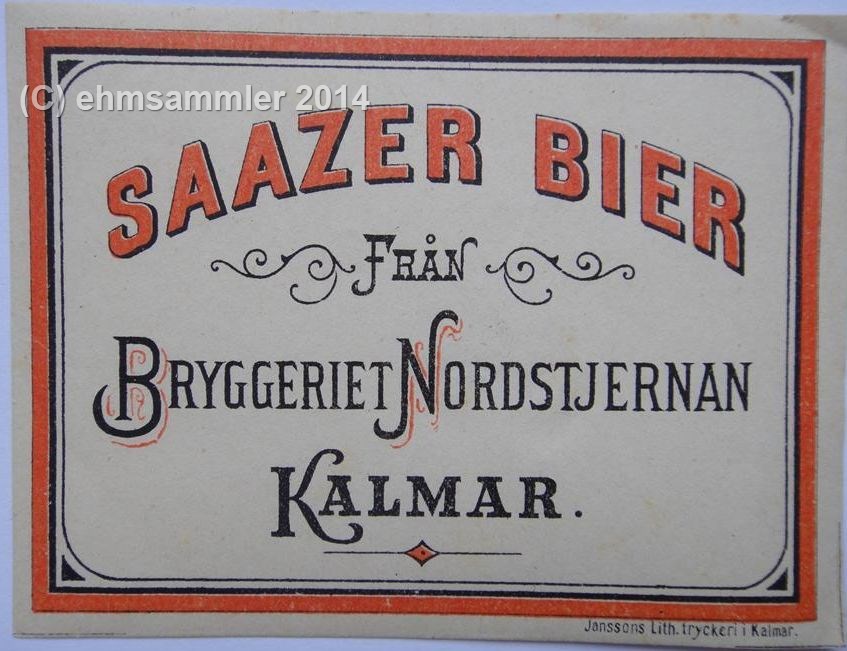 (C) ehmsammler 2014
SAAZER BIER
FRÅN
BRYGGERIET NORDSTJERNAN
KALMAR.
Janssons Lith. tryckeri i Kalmar.